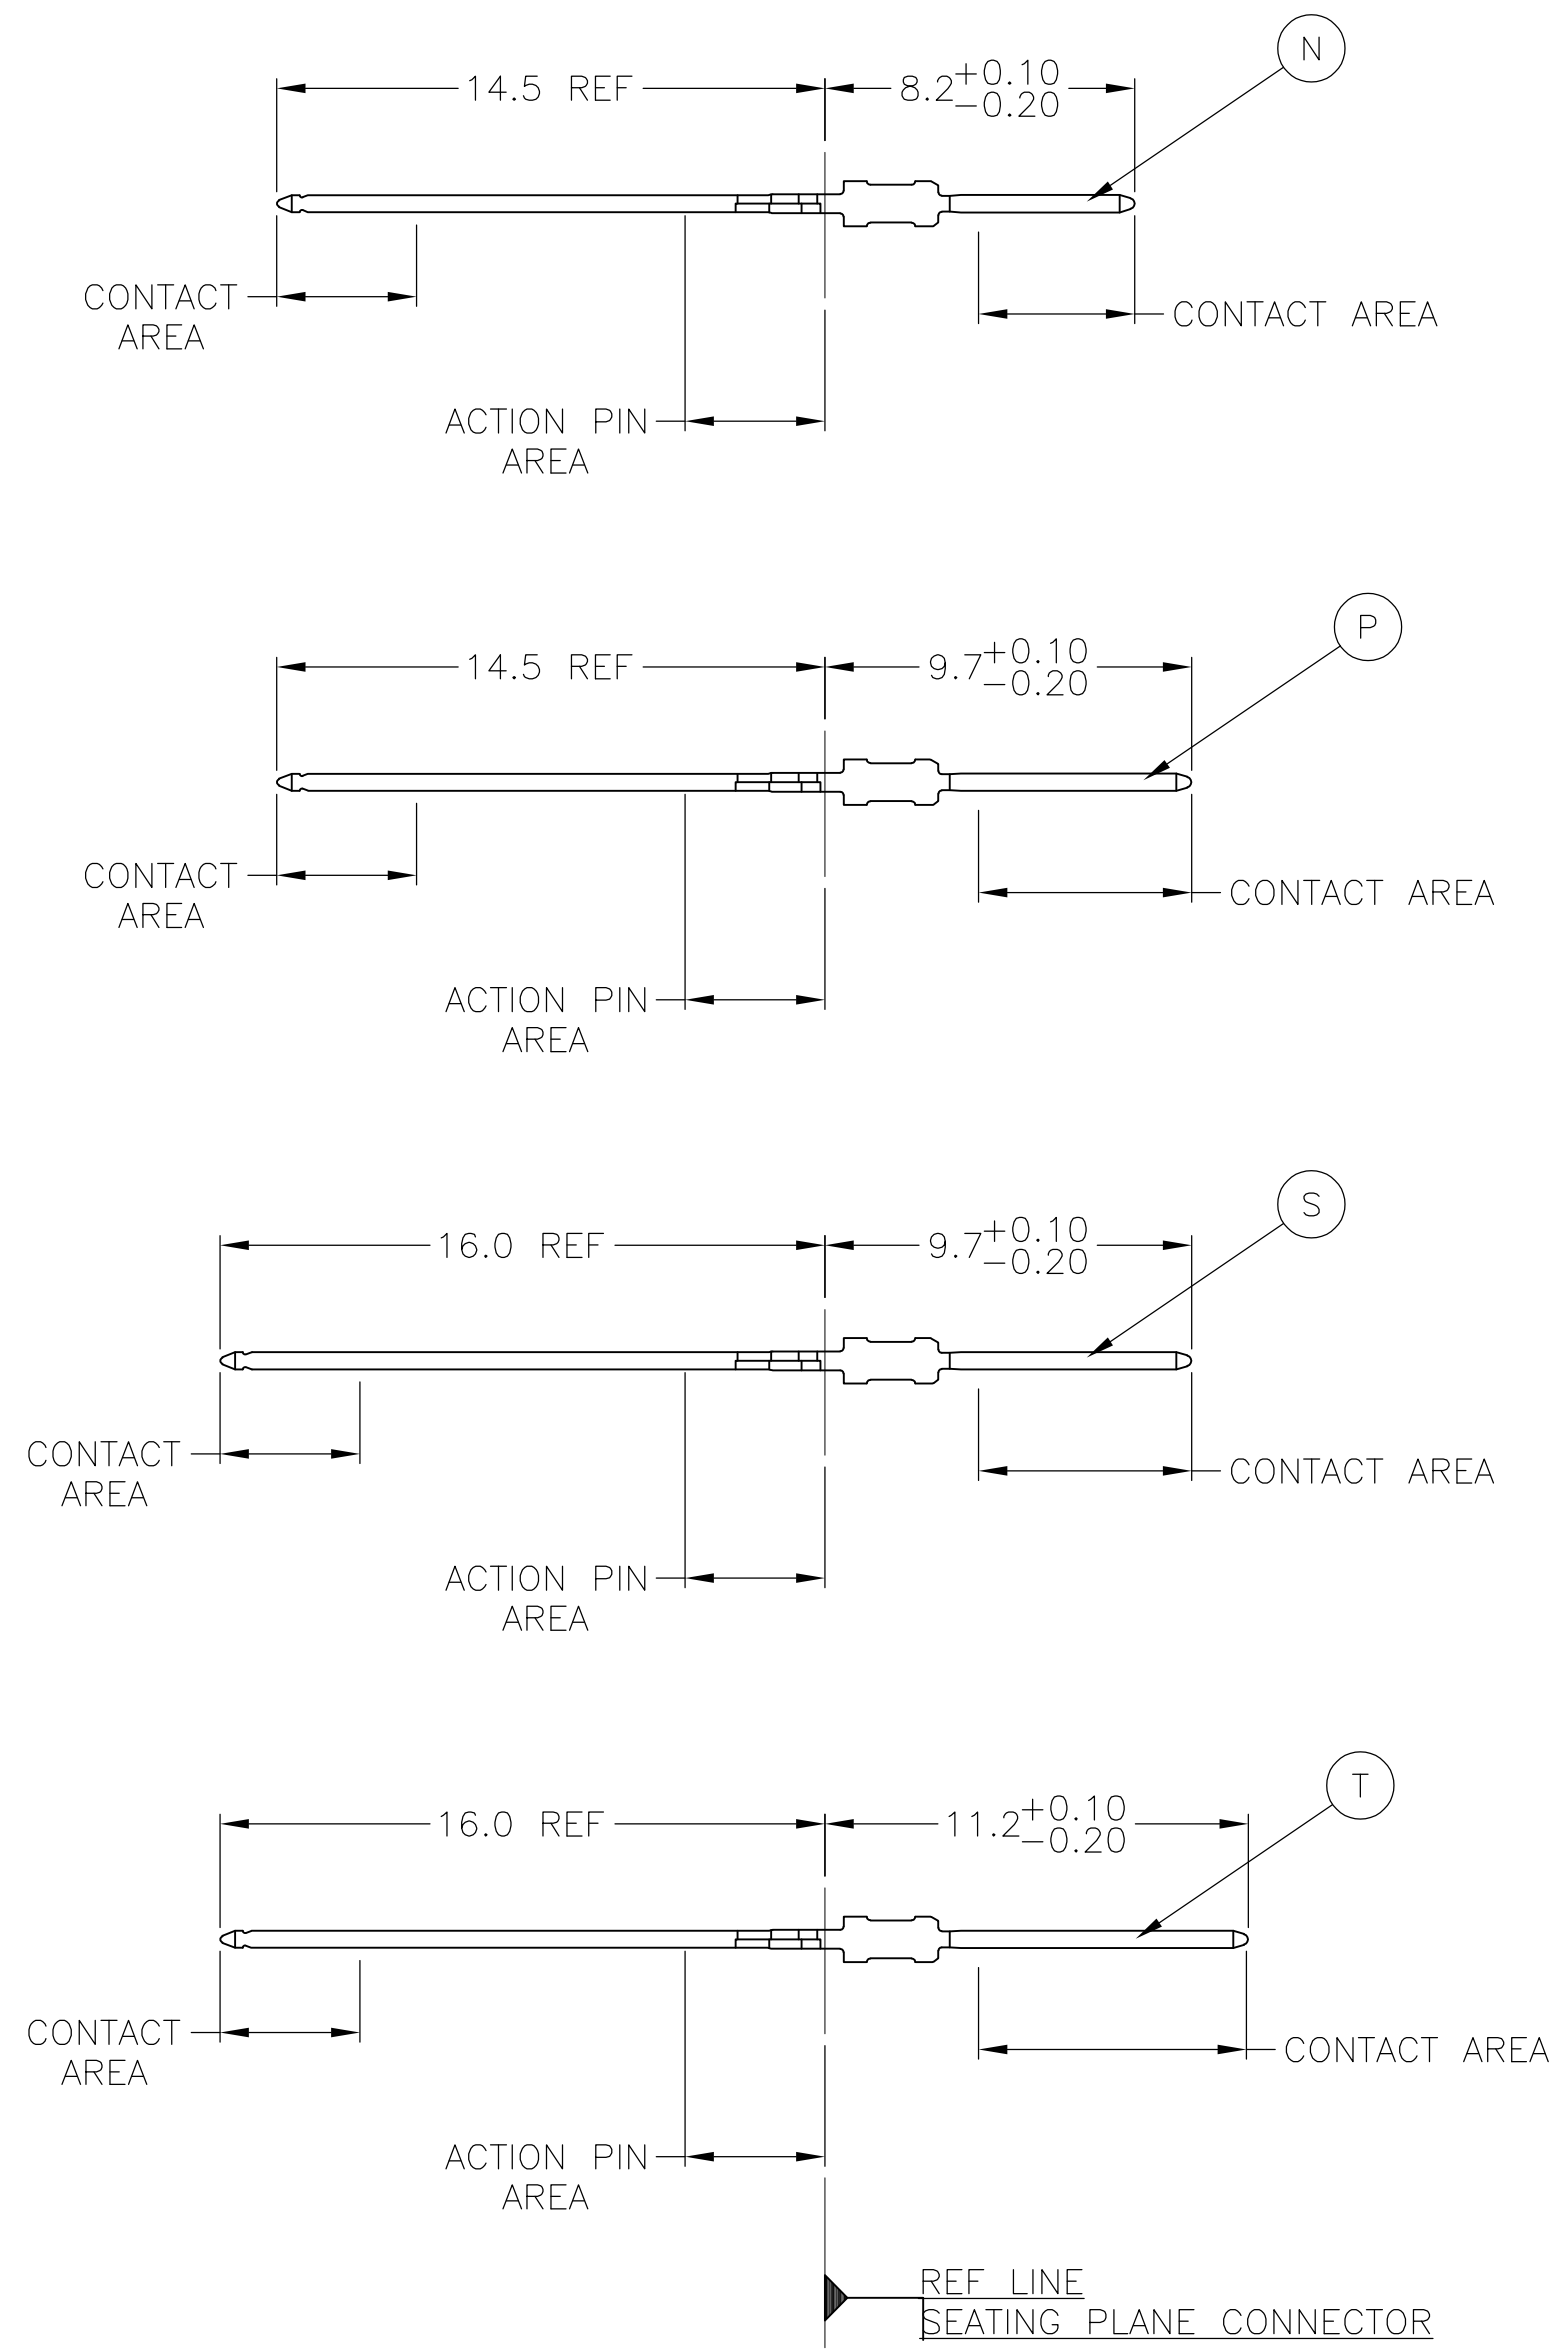 N
14.5 REF
8.2 +0.10
-0.20
CONTACT
AREA
CONTACT AREA
ACTION PIN
AREA
P
14.5 REF
9.7 +0.10
-0.20
CONTACT
AREA
CONTACT AREA
ACTION PIN
AREA
S
16.0 REF
9.7 +0.10
-0.20
CONTACT
AREA
CONTACT AREA
ACTION PIN
AREA
T
16.0 REF
11.2 +0.10
-0.20
CONTACT
AREA
CONTACT AREA
ACTION PIN
AREA
REF LINE
SEATING PLANE CONNECTOR